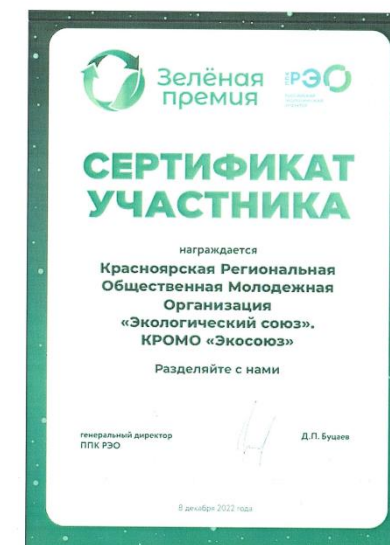 Зелёная
премия
ППК
РЭО
СЕРТИФИКАТ
УЧАСТНИКА
награждается
Красноярская Региональная
Общественная Молодежная
Организация
«Экологический союз».
КРОМО «Экосоюз»
Разделяйте с нами
генеральный директор
ППК РЭО
Д.П. Буцаев
8 декабря 2022 года